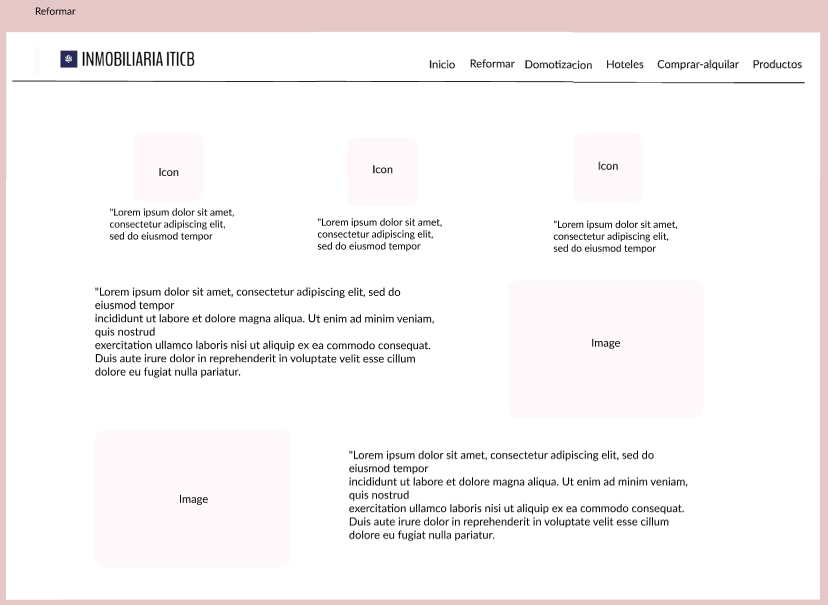 Reformar
INMOBILIARIA ITICB
Inicio Reformar Domotizacion Hoteles Comprar-alquilar Productos
Icon
Icon
Icon
"Lorem ipsum dolor sit amet,
consectetur adipiscing elit,
sed do eiusmod tempor
"Lorem ipsum dolor sit amet,
consectetur adipiscing elit,
sed do eiusmod tempor
"Lorem ipsum dolor sit amet,
consectetur adipiscing elit,
sed do eiusmod tempor
"Lorem ipsum dolor sit amet, consectetur adipiscing elit, sed do
eiusmod tempor
incididunt ut labore et dolore magna aliqua. Ut enim ad minim veniam,
quis nostrud
exercitation ullamco laboris nisi ut aliquip ex ea commodo consequat.
Duis aute irure dolor in reprehenderit in voluptate velit esse cillum
dolore eu fugiat nulla pariatur.
Image
Image
"Lorem ipsum dolor sit amet, consectetur adipiscing elit, sed do
eiusmod tempor
incididunt ut labore et dolore magna aliqua. Ut enim ad minim veniam,
quis nostrud
exercitation ullamco laboris nisi ut aliquip ex ea commodo consequat.
Duis aute irure dolor in reprehenderit in voluptate velit esse cillum
dolore eu fugiat nulla pariatur.